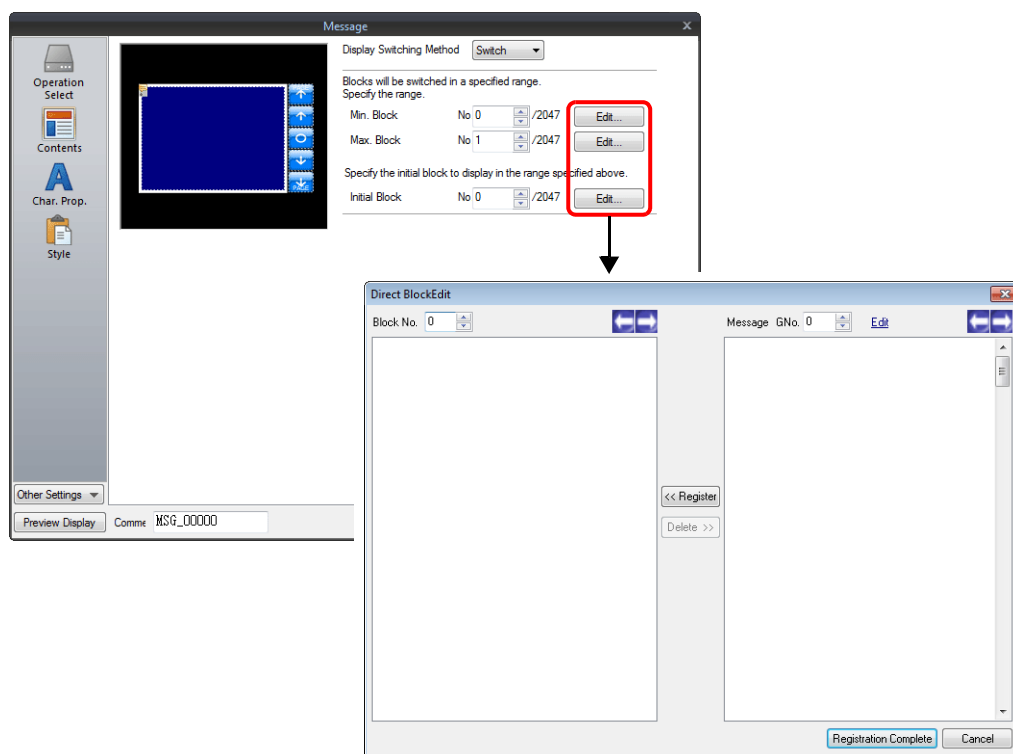 Message
Operation
Select
Contents
Char. Prop.
Style
Other Settings
Preview Display
Display Switching Method Switch
Blocks will be switched in a specified range.
Specify the range.
Min. Block No 0 /2047 Edit...
Max. Block No 1 /2047 Edit...
Specify the initial block to display in the range specified above.
Initial Block No 0 /2047 Edit...
Comme MSG_00000
Direct BlockEdit
Block No. 0
Message GNo. 0 Edit
<< Register
Delete >>
Registration Complete Cancel